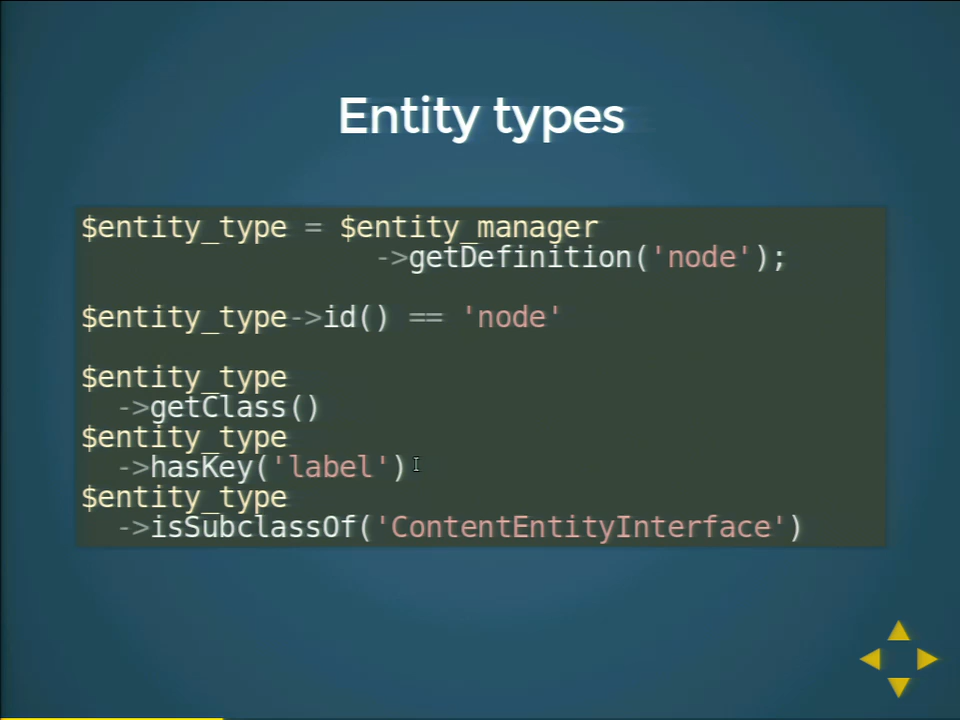 Entity types
$entity_type = $entity_manager
->getDefinition('node');
$entity_type->id() == 'node'
$entity_type
->getClass()
$entity_type
->hasKey('label')
$entity_type
->isSubclassOf('ContentEntityInterface')